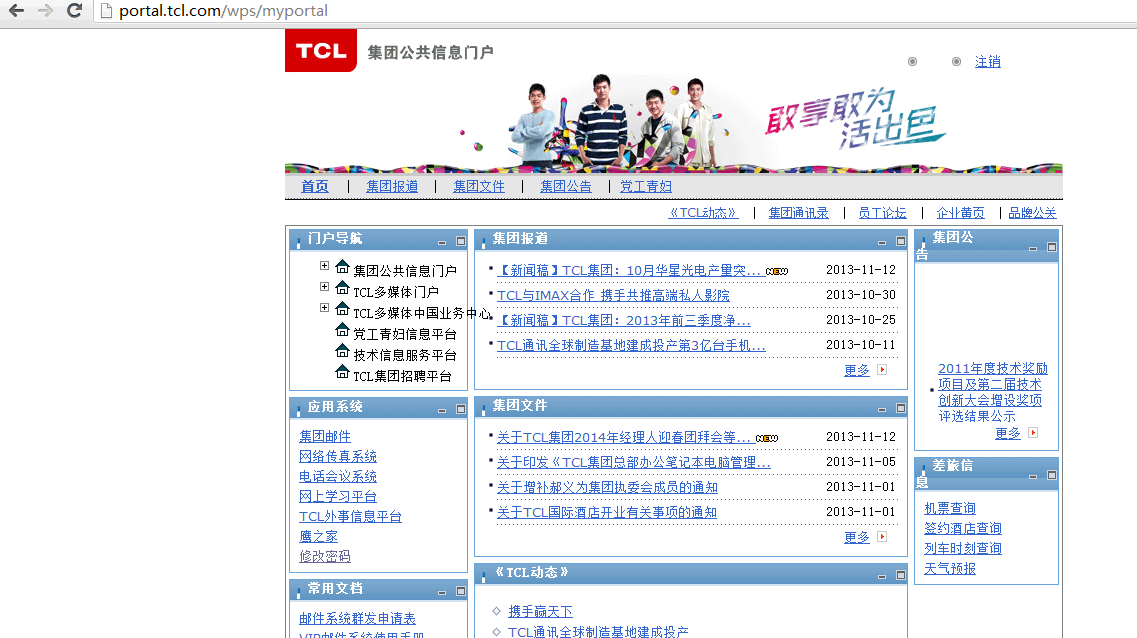 portal.tcl.com/wps/myportal
TCL 集团公共信息门户
注销
敢享敢为
活出色
首页 | 集团报道 | 集团文件 | 集团公告 | 党工青妇
《TCL动态》 | 集团通讯录 | 员工论坛 | 企业黄页 | 品牌公关
门户导航
集团公共信息门户
TCL多媒体门户
TCL多媒体中国业务中心
党工青妇信息平台
技术信息服务平台
TCL集团招聘平台
应用系统
集团邮件
网络传真系统
电话会议系统
网上学习平台
TCL外事信息平台
鹰之家
修改密码
常用文档
邮件系统群发申请表
VIP邮件系统使用手册
集团报道
【新闻稿】TCL集团：10月华星光电产量突... NEW 2013-11-12
TCL与IMAX合作 携手共推高端私人影院 2013-10-30
【新闻稿】TCL集团：2013年前三季度净... 2013-10-25
TCL通讯全球制造基地建成投产第3亿台手机... 2013-10-11
更多
集团文件
关于TCL集团2014年经理人迎春团拜会等... NEW 2013-11-12
关于印发《TCL集团总部办公笔记本电脑管理... 2013-11-05
关于增补郝义为集团执委会成员的通知 2013-11-01
关于TCL国际酒店开业有关事项的通知 2013-11-01
更多
《TCL动态》
携手赢天下
TCL通讯全球制造基地建成投产
集团公
告
2011年度技术奖励
项目及第二届技术
创新大会增设奖项
评选结果公示
更多
差旅信
息
机票查询
签约酒店查询
列车时刻查询
天气预报